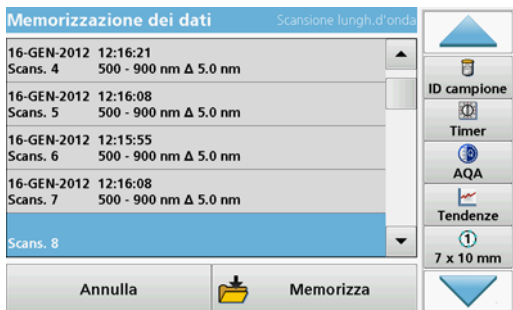 Memorizzazione dei dati
Scansione lungh.d'onda
16-GEN-2012 12:16:21
Scans. 4 500 - 900 nm Δ 5.0 nm
16-GEN-2012 12:16:08
Scans. 5 500 - 900 nm Δ 5.0 nm
16-GEN-2012 12:15:55
Scans. 6 500 - 900 nm Δ 5.0 nm
16-GEN-2012 12:16:08
Scans. 7 500 - 900 nm Δ 5.0 nm
Scans. 8
Annulla
Memorizza
ID campione
Timer
AQA
Tendenze
1
7 x 10 mm